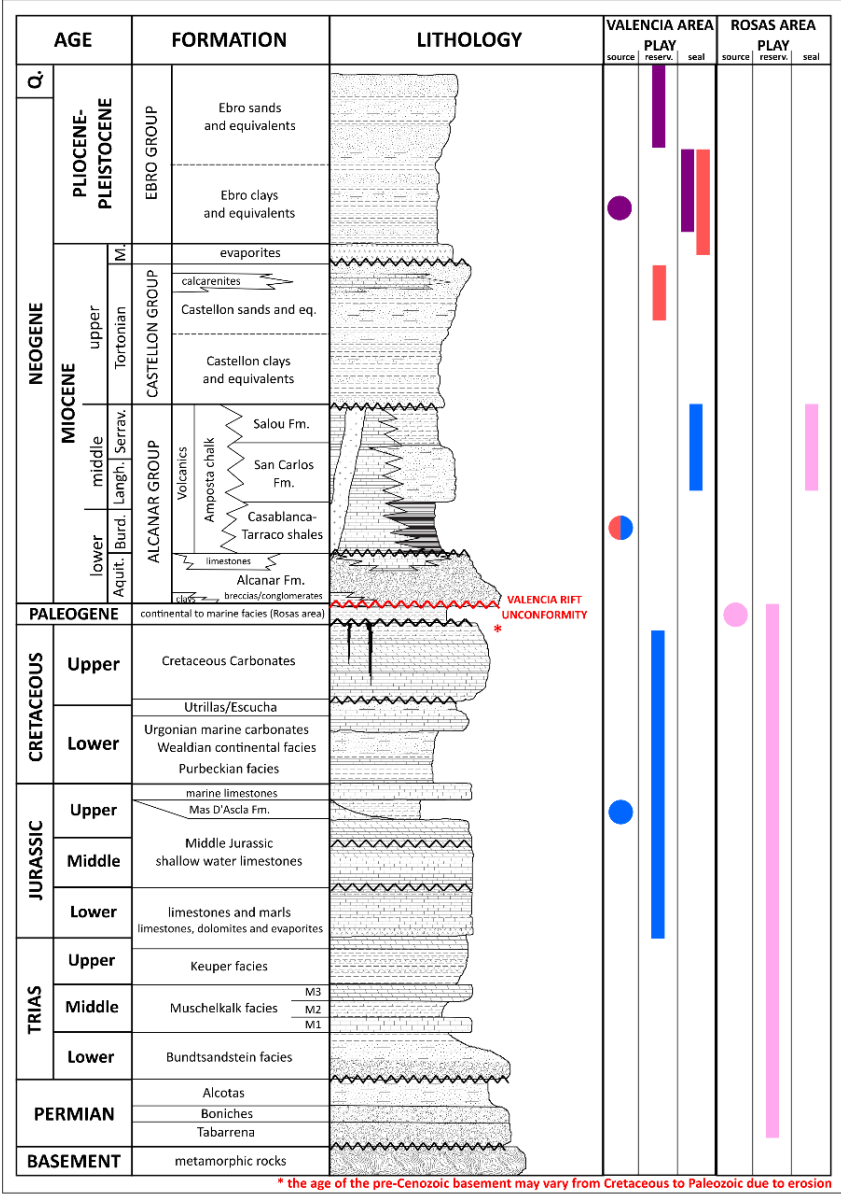 AGE
FORMATION
LITHOLOGY
VALENCIA AREA
PLAY
source
reserv.
seal
ROSAS AREA
PLAY
source
reserv.
seal
Q.
NEOGENE
PLIOCENE-
PLEISTOCENE
EBRO GROUP
Ebro sands
and equivalents
Ebro clays
and equivalents
MIOCENE
M.
evaporites
upper
Tortonian
CASTELLON GROUP
calcarenites
Castellon sands and eq.
Castellon clays
and equivalents
middle
Serrav.
Langh.
lower
Burd.
Aquit.
ALCANAR GROUP
Volcanics
Amposta chalk
Salou Fm.
San Carlos
Fm.
Casablanca-
Tarraco shales
limestones
Alcanar Fm.
breccias/conglomerates
clays
VALENCIA RIFT
UNCONFORMITY
*
PALEOGENE
continental to marine facies (Rosas area)
CRETACEOUS
Upper
Cretaceous Carbonates
Lower
Utrillas/Escucha
Urgonian marine carbonates
Wealdian continental facies
Purbeckian facies
JURASSIC
Upper
marine limestones
Mas D'Ascla Fm.
Middle
Middle Jurassic
shallow water limestones
Lower
limestones and marls
limestones, dolomites and evaporites
TRIAS
Upper
Keuper facies
Middle
Muschelkalk facies
M3
M2
M1
Lower
Bundtsandstein facies
PERMIAN
Alcotas
Boniches
Tabarrena
BASEMENT
metamorphic rocks
* the age of the pre-Cenozoic basement may vary from Cretaceous to Paleozoic due to erosion